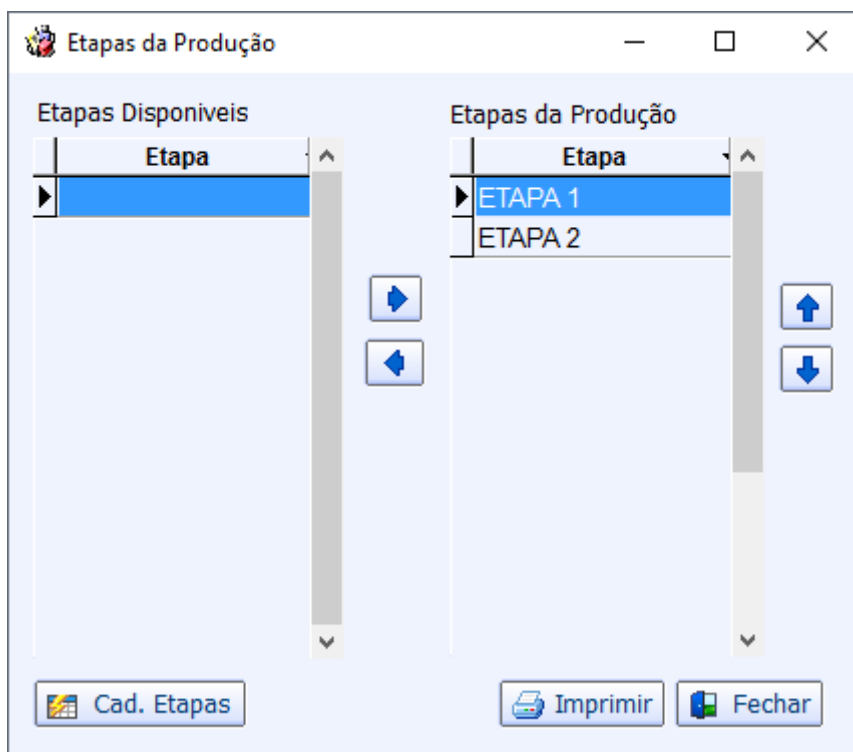 Etapas da Produção
Etapas Disponiveis
Etapa
Etapas da Produção
Etapa
ETAPA 1
ETAPA 2
Cad. Etapas
Imprimir
Fechar